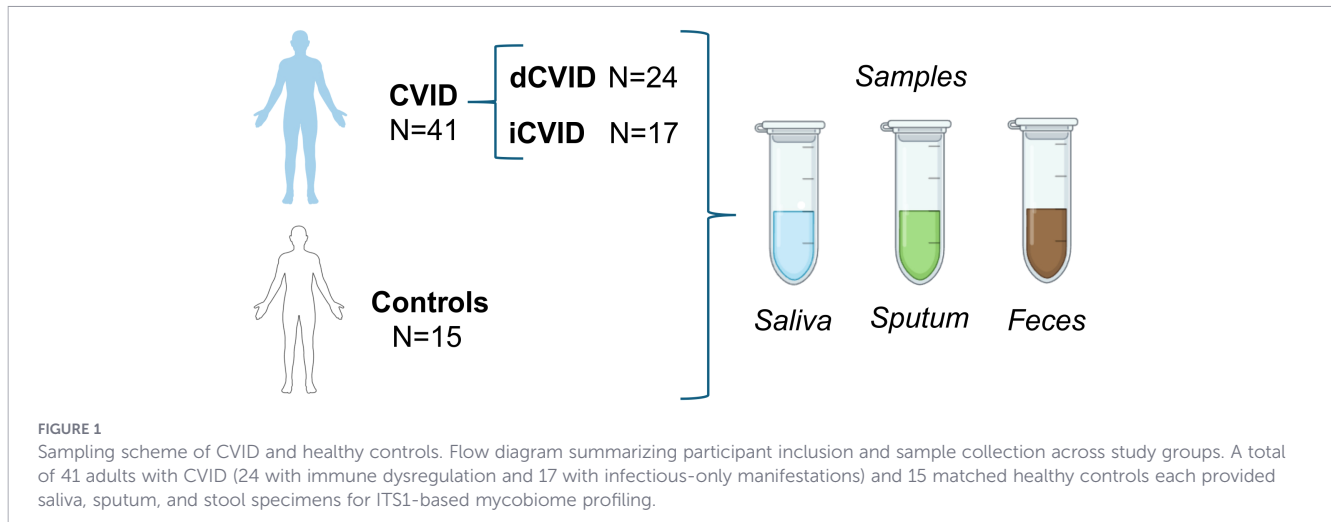 CVID
N=41
dCVID N=24
iCVID N=17
Controls
N=15
Samples
Saliva
Sputum
Feces
FIGURE 1
Sampling scheme of CVID and healthy controls. Flow diagram summarizing participant inclusion and sample collection across study groups. A total
of 41 adults with CVID (24 with immune dysregulation and 17 with infectious-only manifestations) and 15 matched healthy controls each provided
saliva, sputum, and stool specimens for ITS1-based mycobiome profiling.